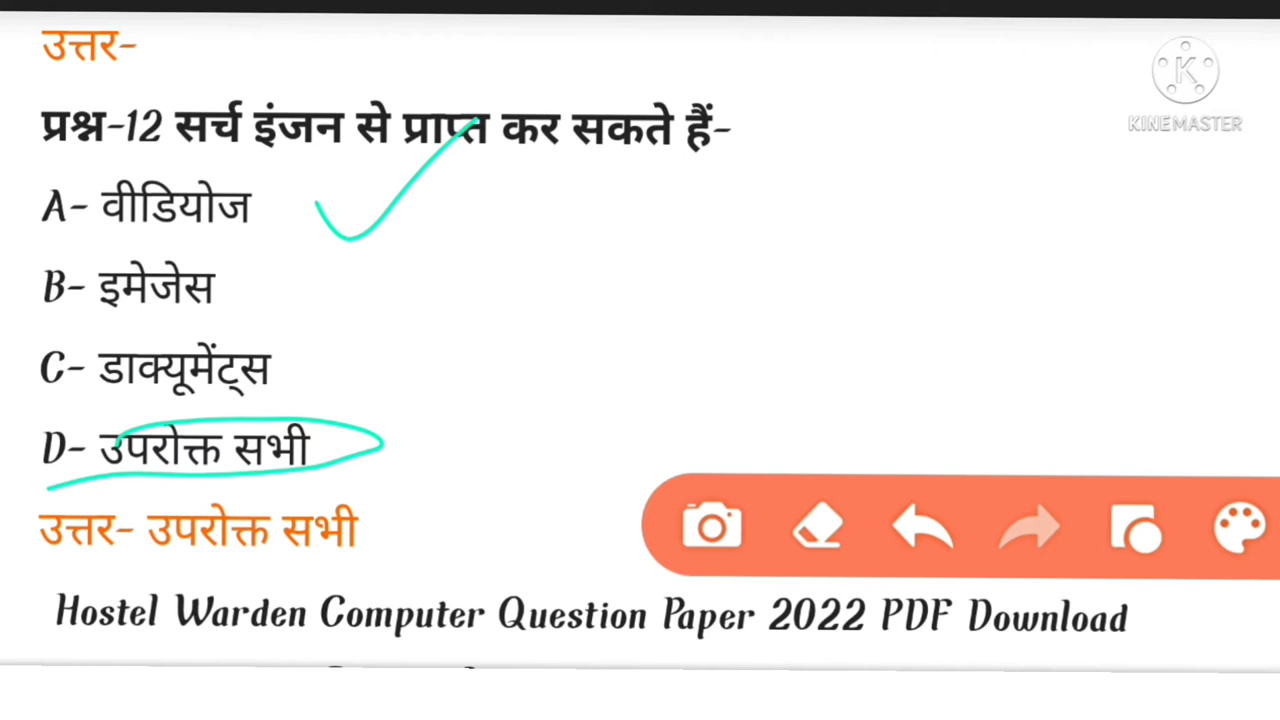 उत्तर-
प्रश्न-12 सर्च इंजन से प्राप्त कर सकते हैं-
A- वीडियोज
B- इमेजेस
C- डाक्यूमेंट्स
D- उपरोक्त सभी
उत्तर- उपरोक्त सभी
Hostel Warden Computer Question Paper 2022 PDF Download
K
KINEMASTER